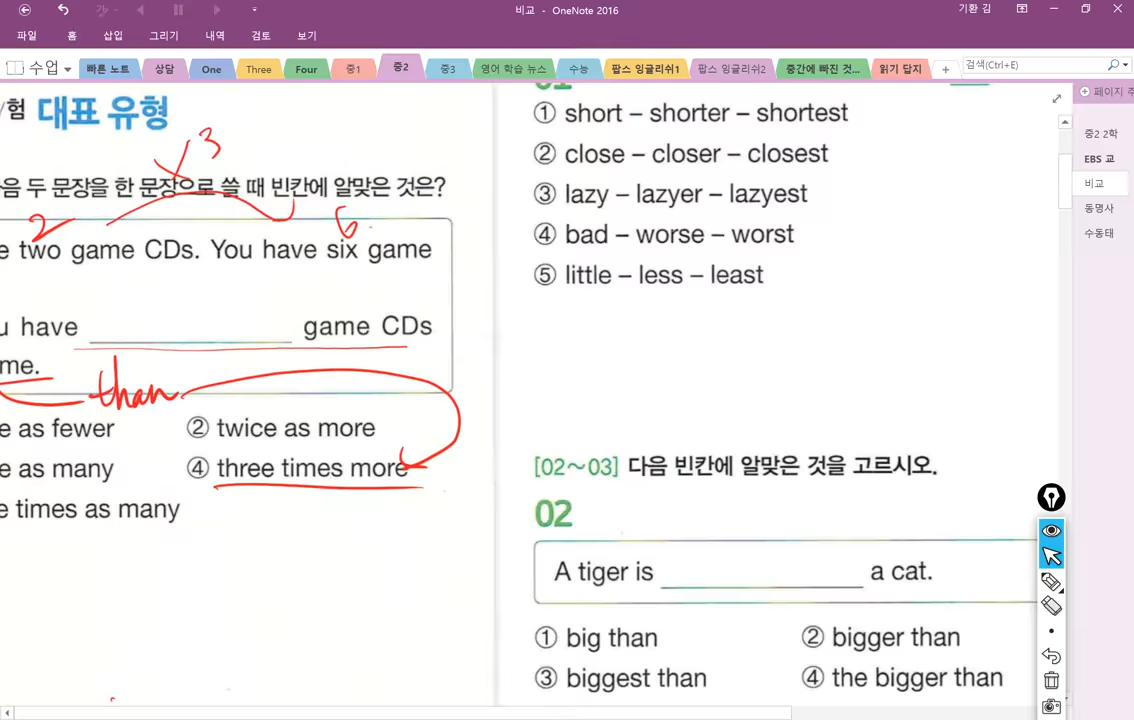 비교 - OneNote 2016
기환 김
파일 홈 삽입 그리기 내역 검토 보기
수업 빠른 노트 상담 One Three Four 중1 중2 중3 영어 학습 뉴스 수능 팝스 잉글리쉬1 팝스 잉글리쉬2 중간에 빠진 것... 읽기 답지
검색(Ctrl+E)
페이지 추
중2 2학
EBS 교
비교
동명사
수동태
험 대표 유형
×3
음 두 문장을 한 문장으로 쓸 때 빈칸에 알맞은 것은?
2 6
e two game CDs. You have six game
u have ____ game CDs
me.
than
e as fewer ② twice as more
e as many ④ three times more
e times as many
① short – shorter – shortest
② close – closer – closest
③ lazy – lazyer – lazyest
④ bad – worse – worst
⑤ little – less – least
[02~03] 다음 빈칸에 알맞은 것을 고르시오.
02
A tiger is ____ a cat.
① big than ② bigger than
③ biggest than ④ the bigger than